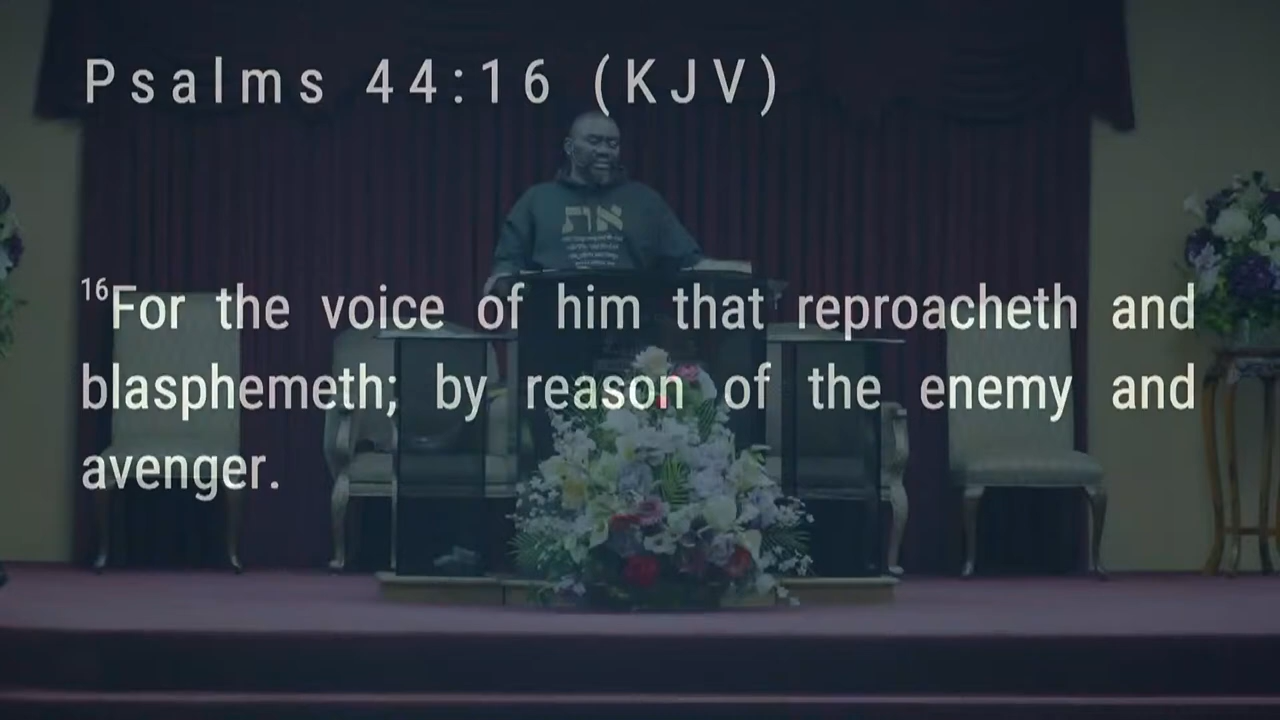 Psalms 44:16 (KJV)
את
16For the voice of him that reproacheth and
blasphemeth; by reason of the enemy and
avenger.